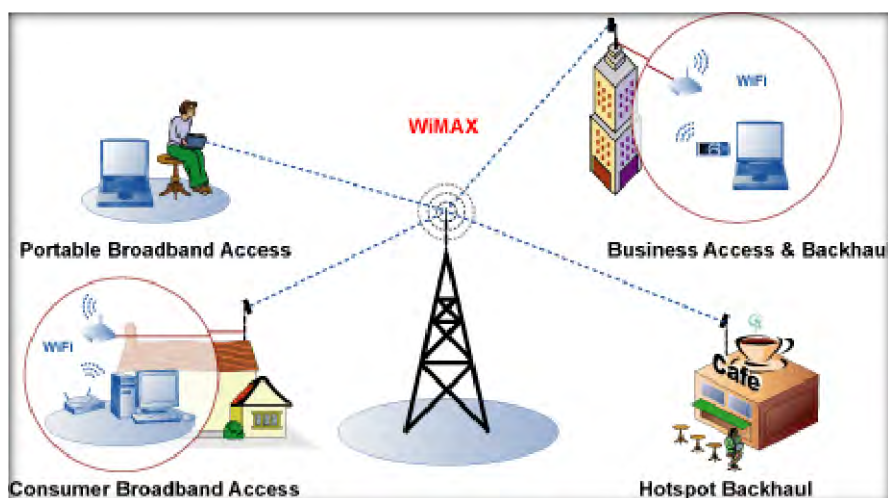 WiMAX
WiFi
Portable Broadband Access
Business Access & Backhaul
WiFi
Cafe
Consumer Broadband Access
Hotspot Backhaul